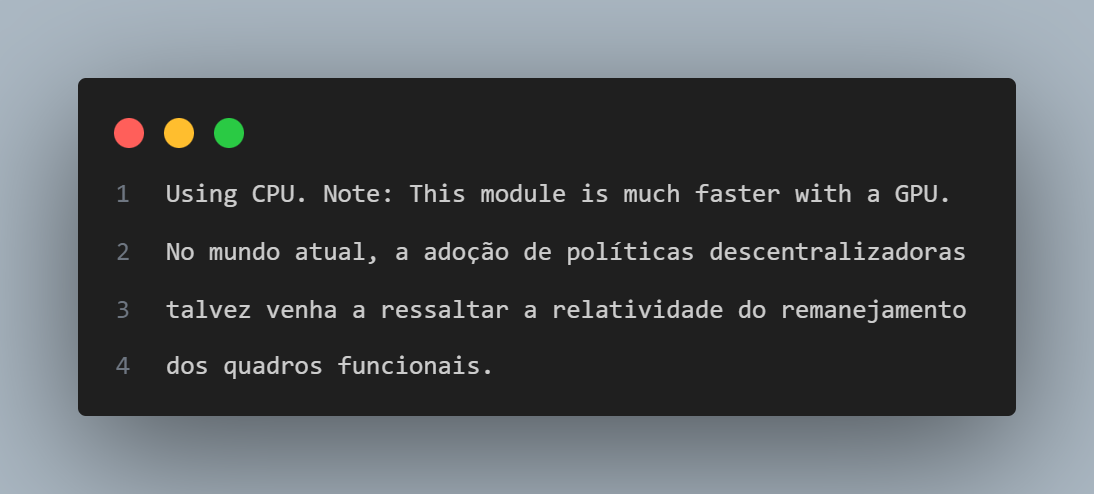 1 Using CPU. Note: This module is much faster with a GPU.
2 No mundo atual, a adoção de políticas descentralizadoras
3 talvez venha a ressaltar a relatividade do remanejamento
4 dos quadros funcionais.